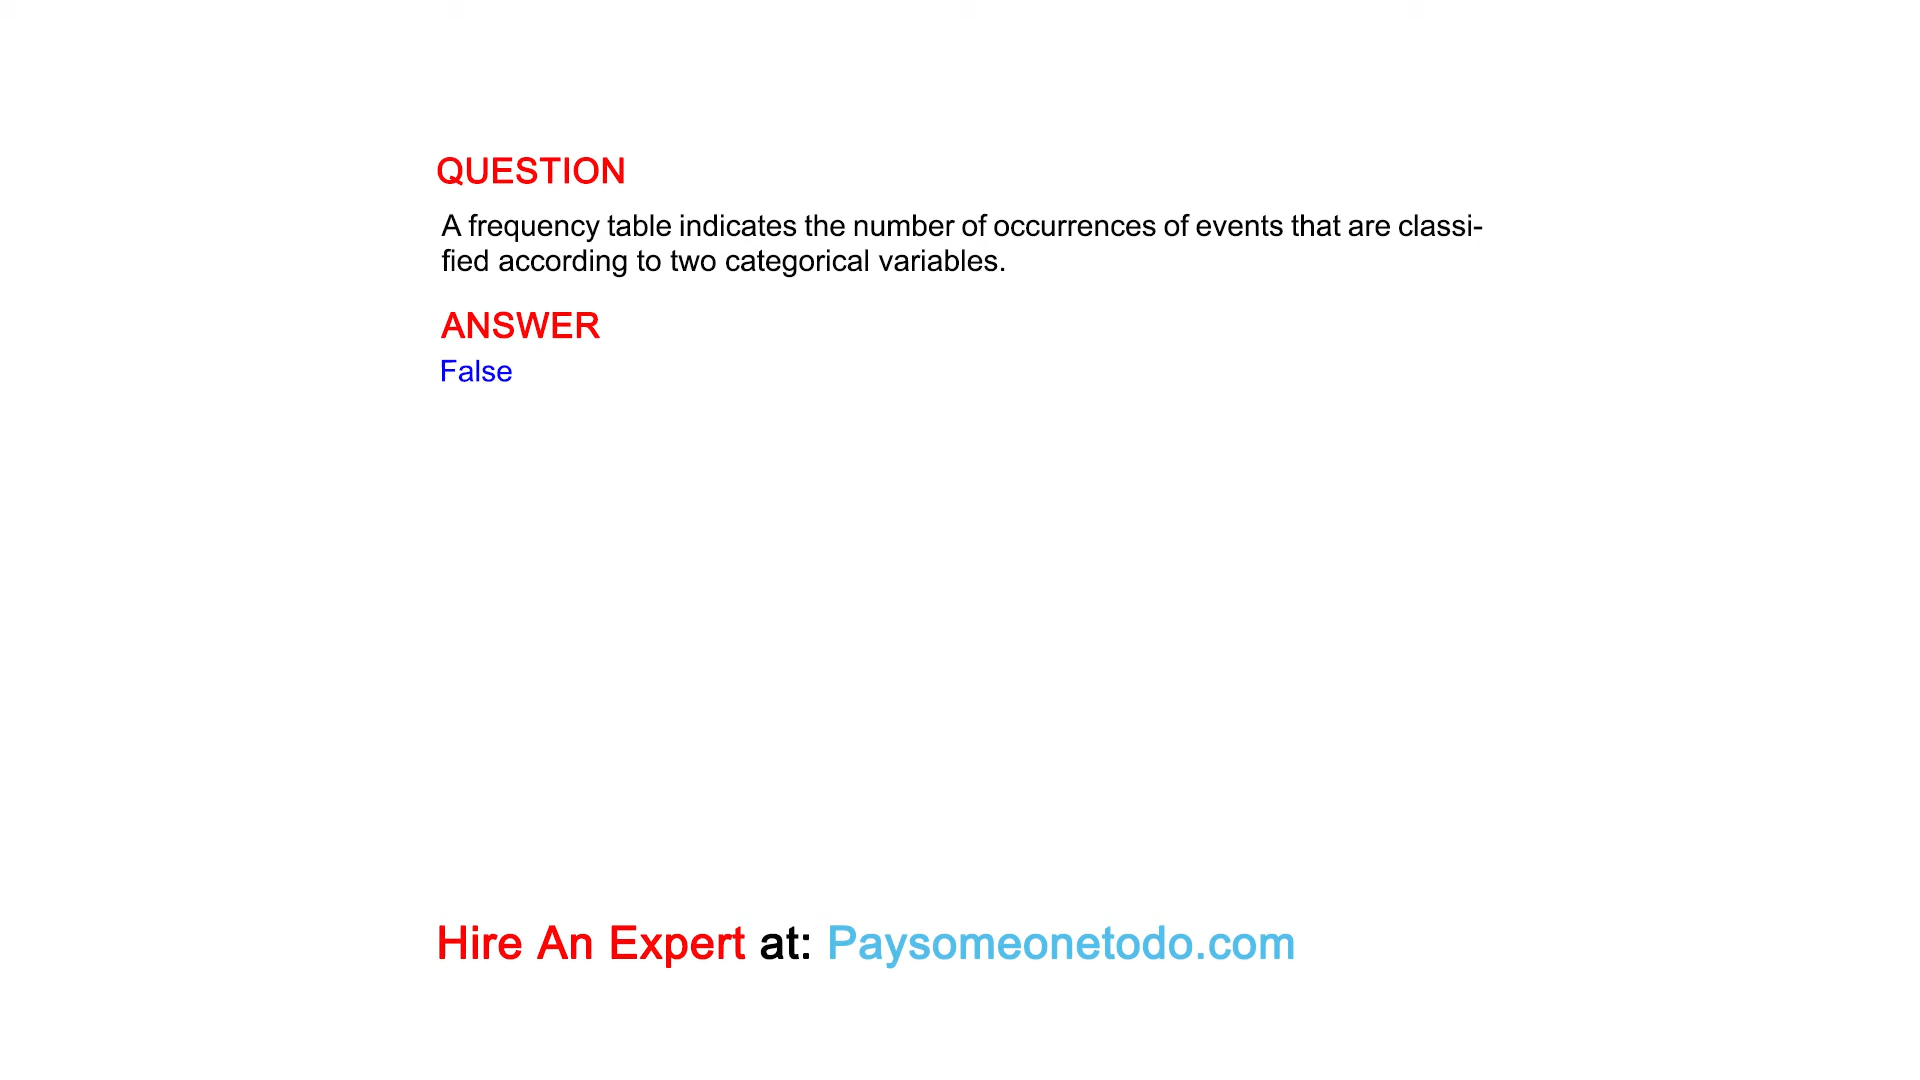 QUESTION
A frequency table indicates the number of occurrences of events that are classi-
fied according to two categorical variables.
ANSWER
False
Hire An Expert at: Paysomeonetodo.com